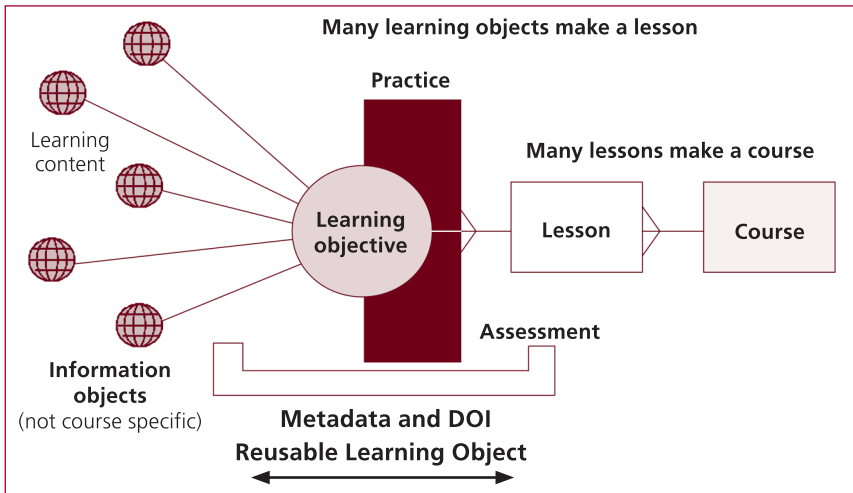 Many learning objects make a lesson
Practice
Learning
content
Many lessons make a course
Learning
objective
Lesson
Course
Assessment
Information
objects
(not course specific)
Metadata and DOI
Reusable Learning Object